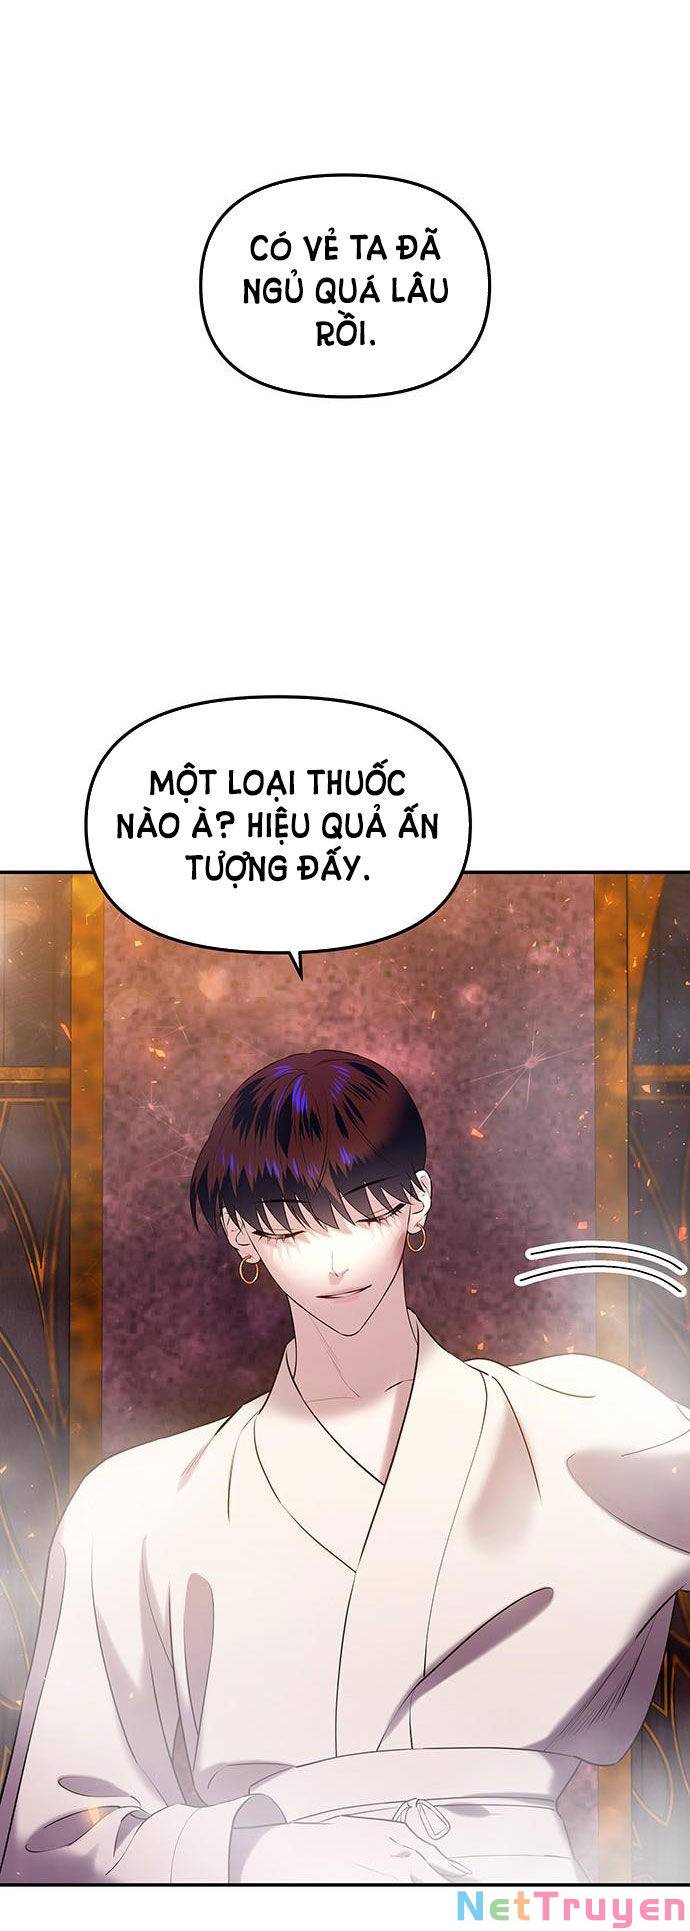 CÓ VẺ TA ĐÃ
NGỦ QUÁ LÂU
RỒI.
MỘT LOẠI THUỐC
NÀO À? HIỆU QUẢ ẤN
TƯỢNG ĐẤY.
NetTruyen